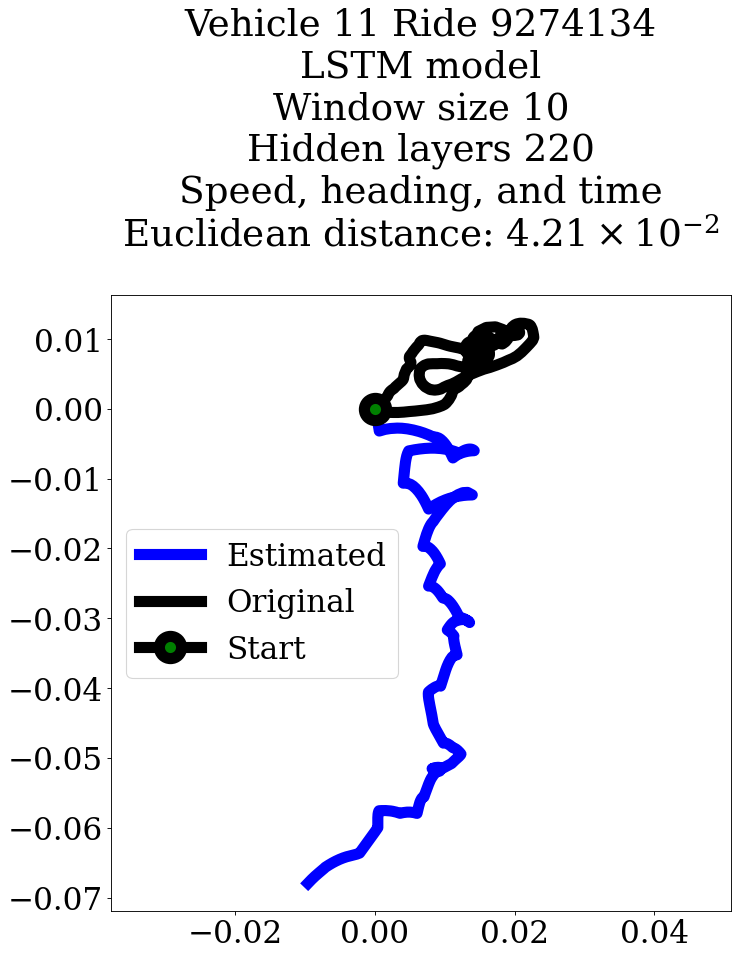 Vehicle 11 Ride 9274134
LSTM model
Window size 10
Hidden layers 220
Speed, heading, and time
Euclidean distance: 4.21 × 10⁻²
0.01
0.00
−0.01
−0.02
−0.03
−0.04
−0.05
−0.06
−0.07
Estimated
Original
Start
−0.02 0.00 0.02 0.04